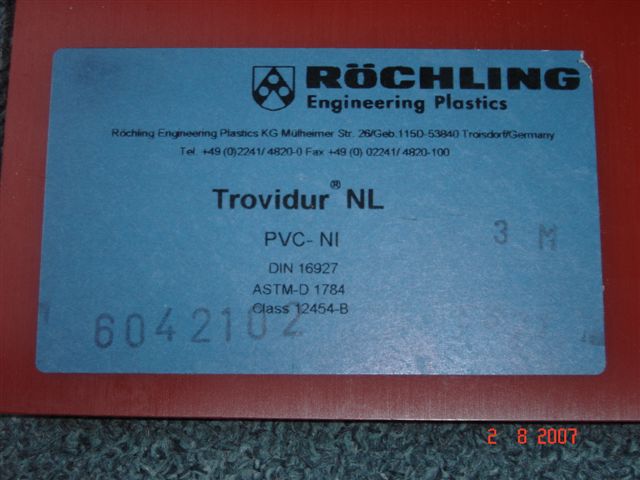 RÖCHLING
Engineering Plastics
Röchling Engineering Plastics KG Mülheimer Str. 26/Geb.115D-53840 Troisdorf/Germany
Tel. +49 (0)2241/ 4820-0 Fax +49 (0) 02241/ 4820-100
Trovidur® NL
PVC- NI
3 M
DIN 16927
ASTM-D 1784
Class 12454-B
6042102
2 8 2007